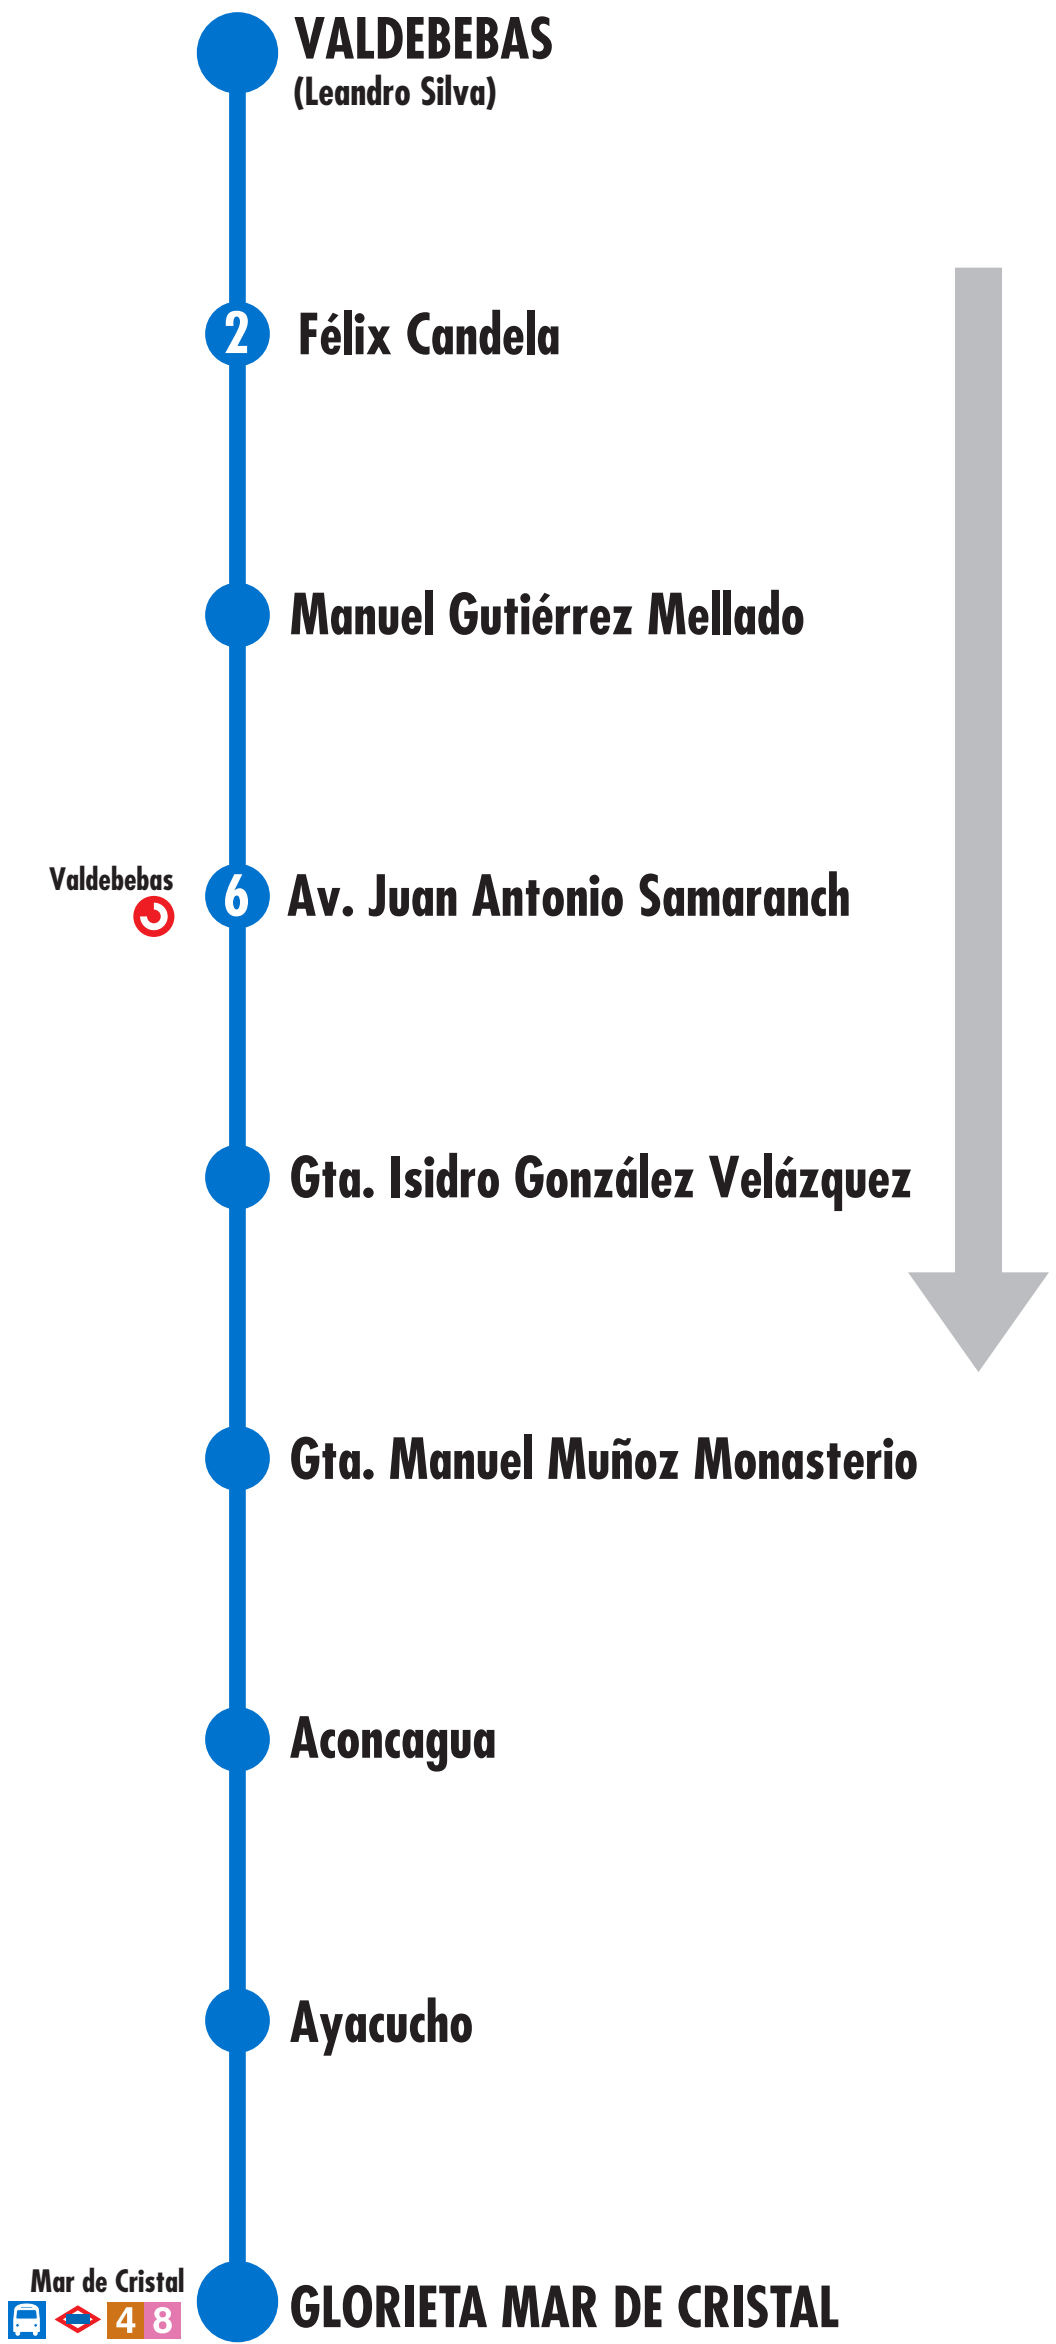 VALDEBEBAS
(Leandro Silva)
2 Félix Candela
Manuel Gutiérrez Mellado
Valdebebas
6 Av. Juan Antonio Samaranch
Gta. Isidro González Velázquez
Gta. Manuel Muñoz Monasterio
Aconcagua
Ayacucho
Mar de Cristal
4 8
GLORIETA MAR DE CRISTAL